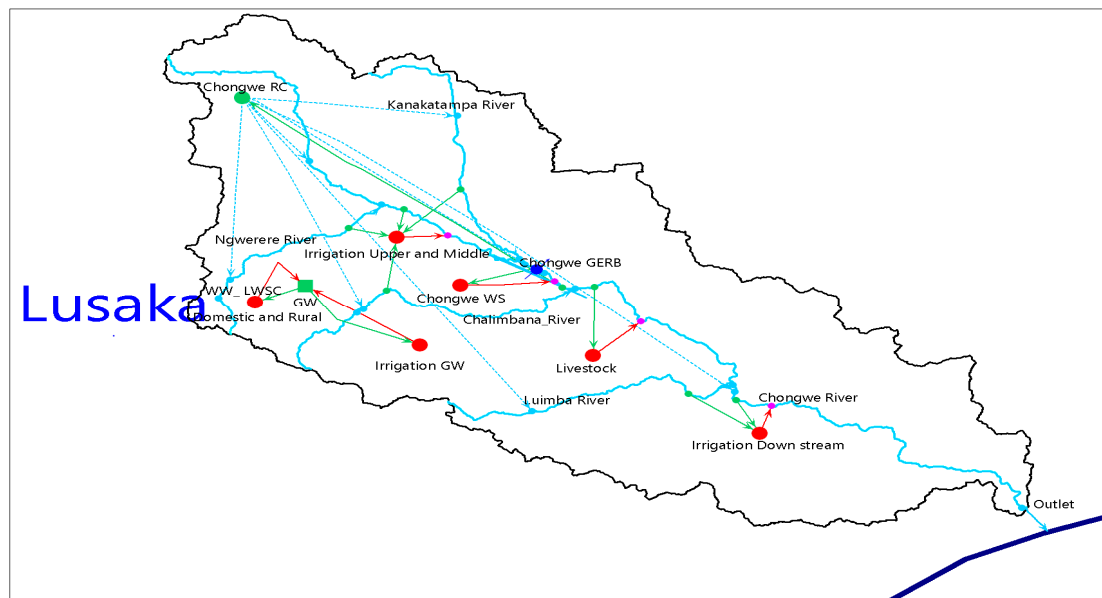 Chongwe RC
Kanakatampa River
Ngwerere River
Irrigation Upper and Middle
Chongwe GERB
WW_ LWSC
GW
Chongwe WS
Lusaka
Domestic and Rural
Chalimbana_River
Irrigation GW
Livestock
Luimba River
Chongwe River
Irrigation Down stream
Outlet